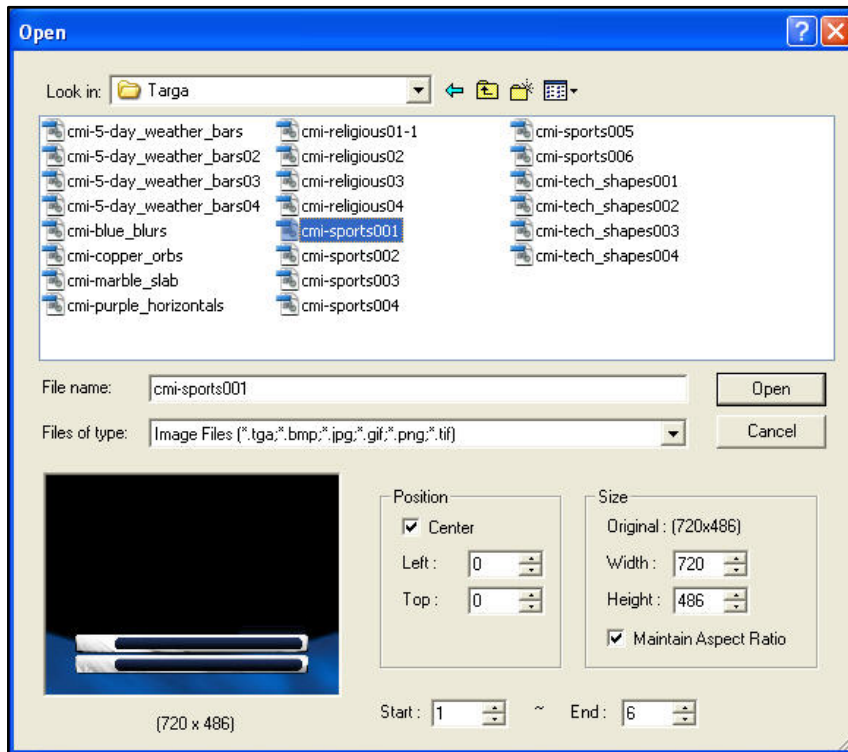 Open
Look in: Targa
cmi-5-day_weather_bars
cmi-5-day_weather_bars02
cmi-5-day_weather_bars03
cmi-5-day_weather_bars04
cmi-blue_blurs
cmi-copper_orbs
cmi-marble_slab
cmi-purple_horizontals
cmi-religious01-1
cmi-religious02
cmi-religious03
cmi-religious04
cmi-sports001
cmi-sports002
cmi-sports003
cmi-sports004
cmi-sports005
cmi-sports006
cmi-tech_shapes001
cmi-tech_shapes002
cmi-tech_shapes003
cmi-tech_shapes004
File name: cmi-sports001
Open
Files of type: Image Files (*.tga;*.bmp;*.jpg;*.gif;*.png;*.tif)
Cancel
(720 x 486)
Position
Center
Left : 0
Top : 0
Size
Original : (720x486)
Width : 720
Height : 486
Maintain Aspect Ratio
Start : 1 ~ End : 6